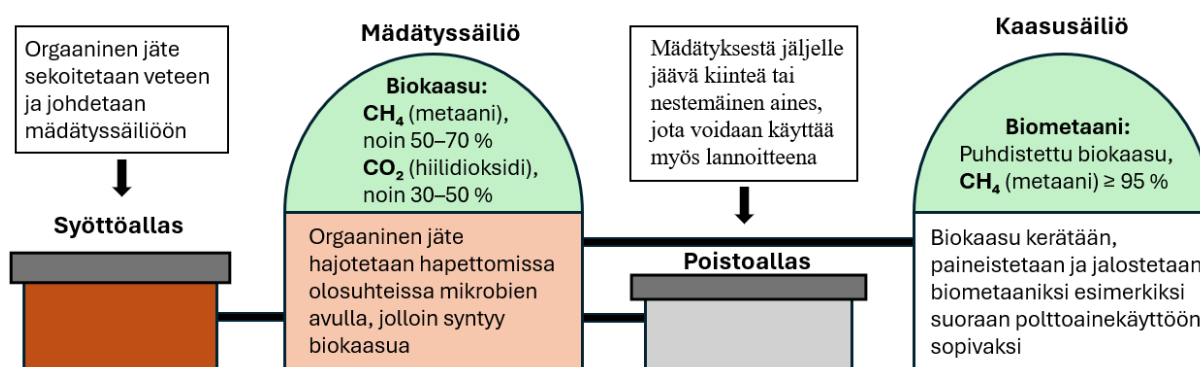 Orgaaninen jäte
sekoitetaan veteen
ja johdetaan
mädätyssäiliöön
Syöttöallas
Mädätyssäiliö
Biokaasu:
CH₄ (metaani),
noin 50–70 %
CO₂ (hiilidioksidi),
noin 30–50 %
Orgaaninen jäte
hajotetaan hapettomissa
olosuhteissa mikrobien
avulla, jolloin syntyy
biokaasua
Mädätyksestä jäljelle
jäävä kiinteä tai
nestemäinen aines,
jota voidaan käyttää
myös lannoitteena
Poistoallas
Kaasusäiliö
Biometaani:
Puhdistettu biokaasu,
CH₄ (metaani) ≥ 95 %
Biokaasu kerätään,
paineistetaan ja jalostetaan
biometaaniksi esimerkiksi
suoraan polttoainekäyttöön
sopivaksi